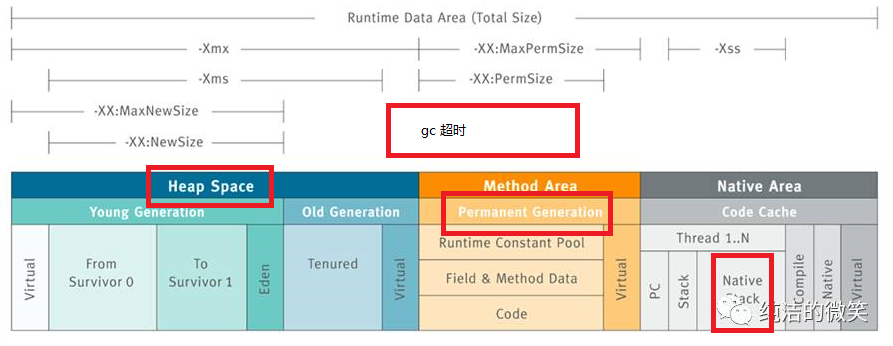 Runtime Data Area (Total Size)
-Xmx
-XX:MaxPermSize
-Xss
-Xms
-XX:PermSize
-XX:MaxNewSize
-XX:NewSize
gc 超时
Heap Space
Method Area
Native Area
Young Generation
Old Generation
Permanent Generation
Code Cache
Virtual
From
Survivor 0
To
Survivor 1
Eden
Tenured
Virtual
Runtime Constant Pool
Field & Method Data
Code
Virtual
Thread 1..N
PC
Stack
Native
Stack
Compile
Native
Virtual
纯洁的微笑